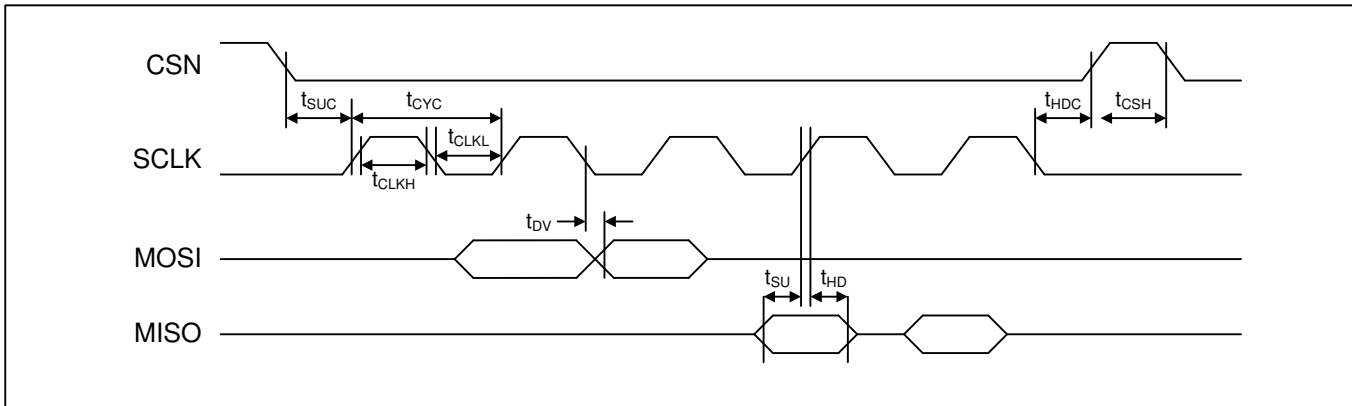 CSN
tSUC
tCYC
tHDC
tCSH
SCLK
tCLKL
tCLKH
tDV
MOSI
tSU
tHD
MISO